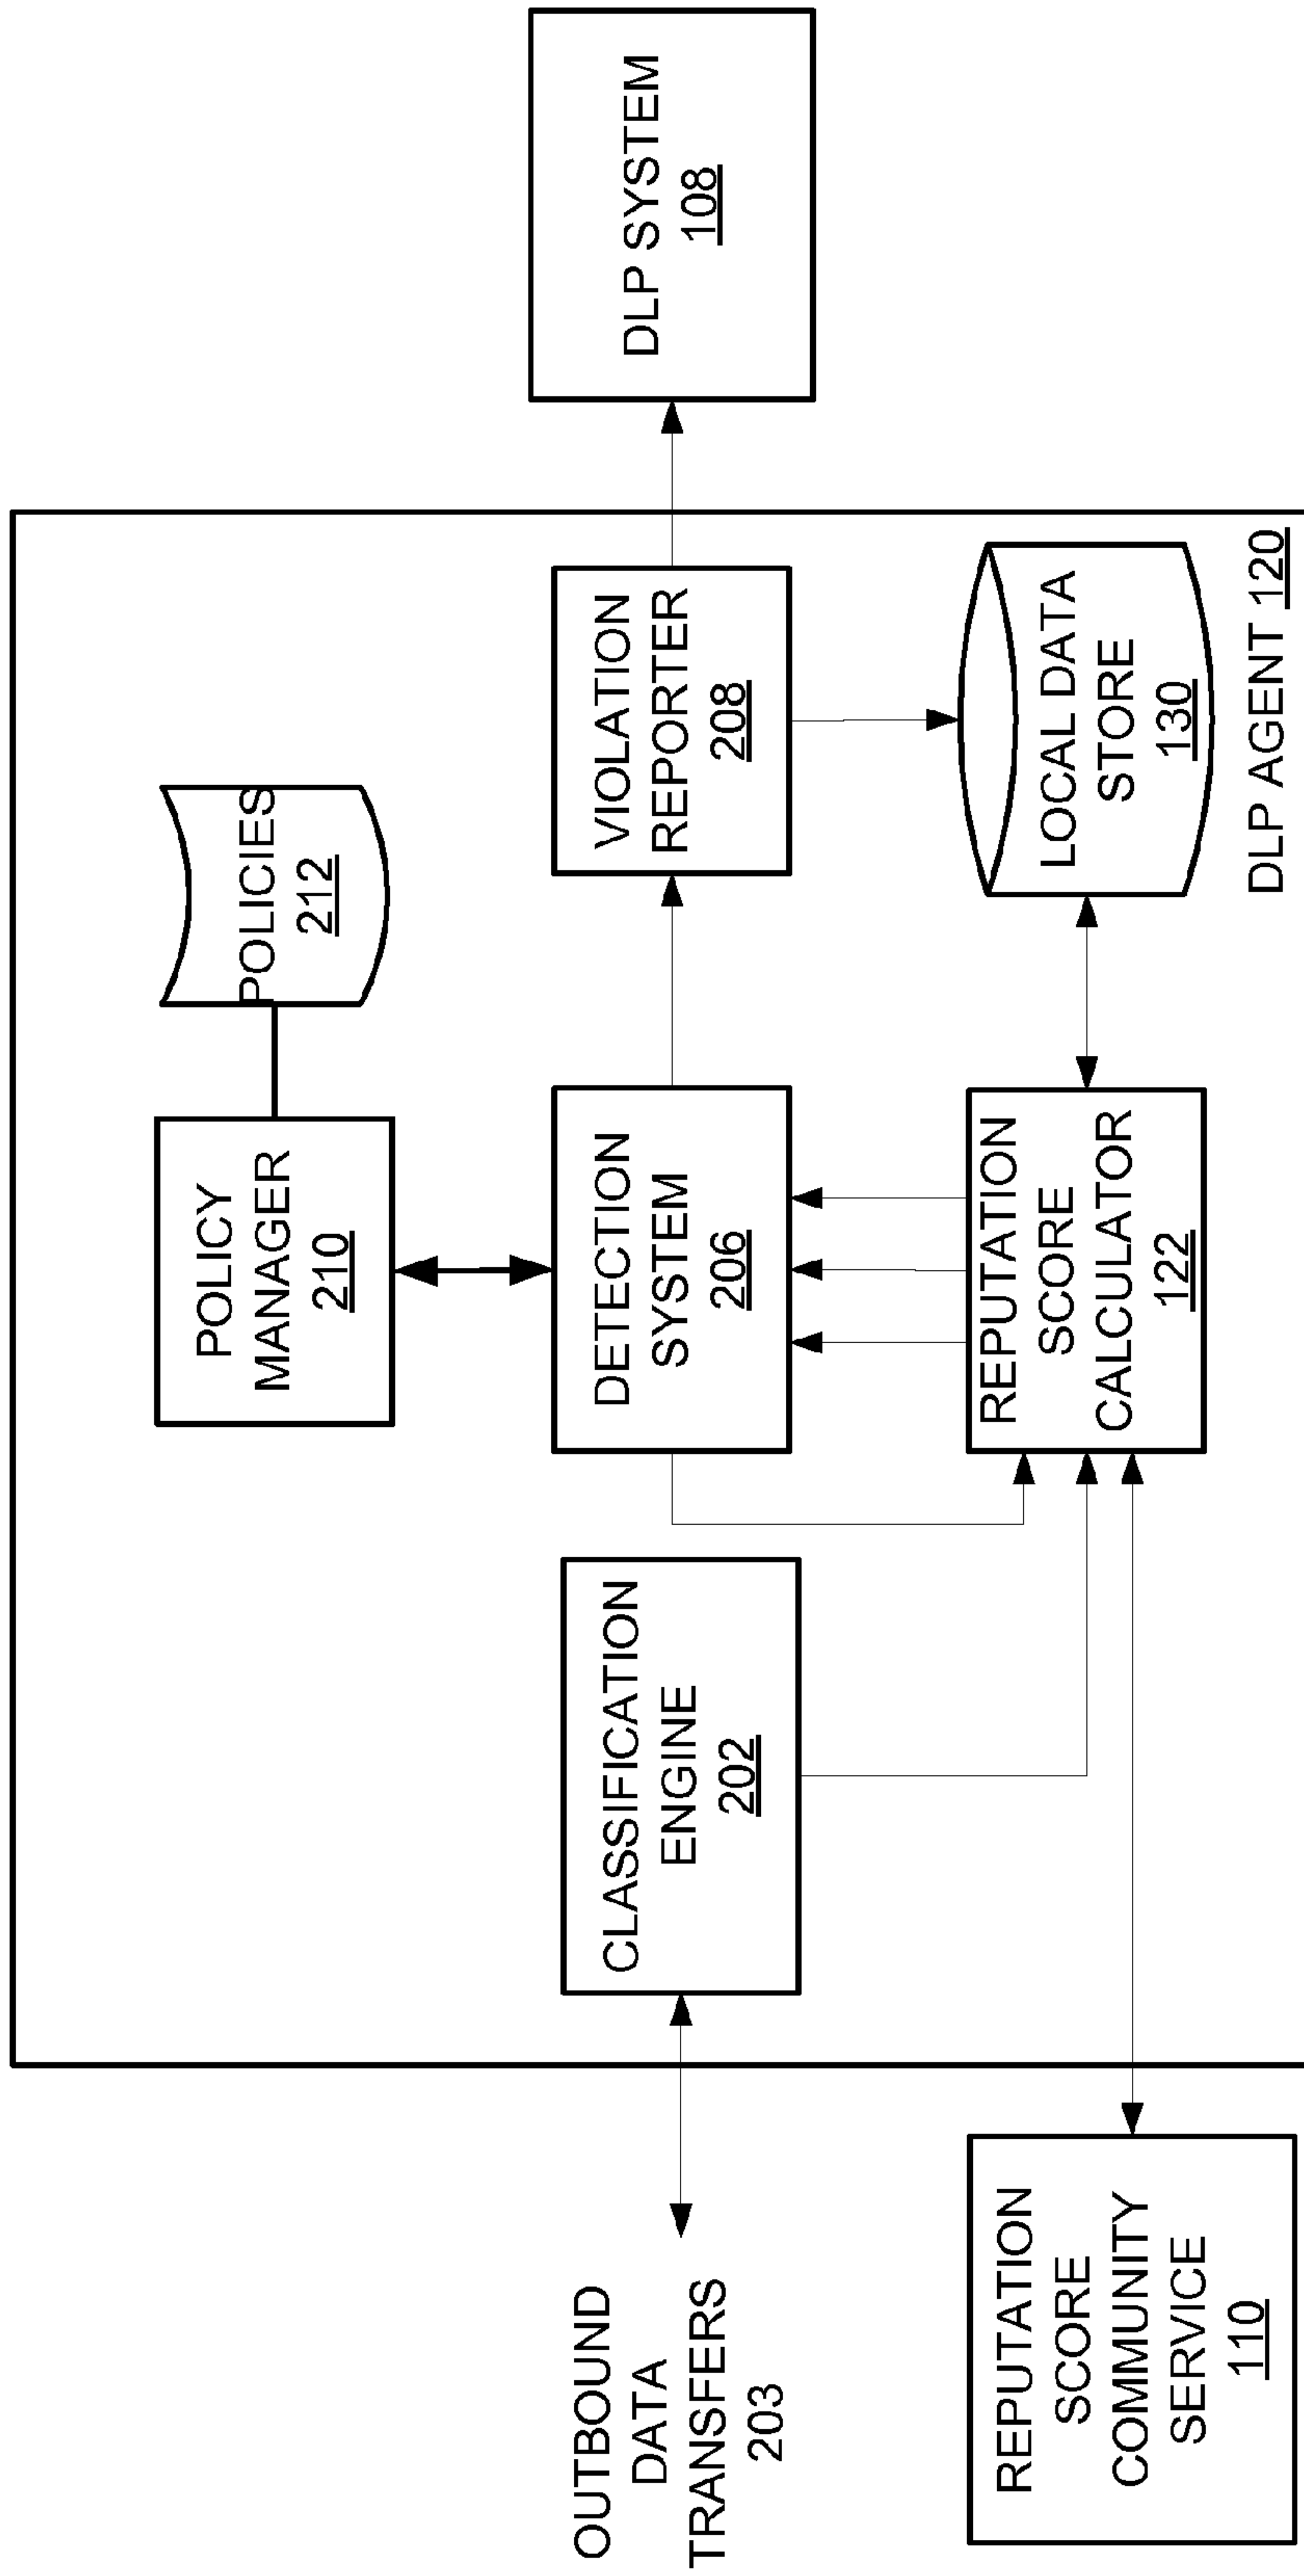 POLICY
MANAGER
210
POLICIES
212
OUTBOUND
DATA
TRANSFERS
203
CLASSIFICATION
ENGINE
202
DETECTION
SYSTEM
206
VIOLATION
REPORTER
208
DLP SYSTEM
108
REPUTATION
SCORE
COMMUNITY
SERVICE
110
REPUTATION
SCORE
CALCULATOR
122
LOCAL DATA
STORE
130
DLP AGENT 120